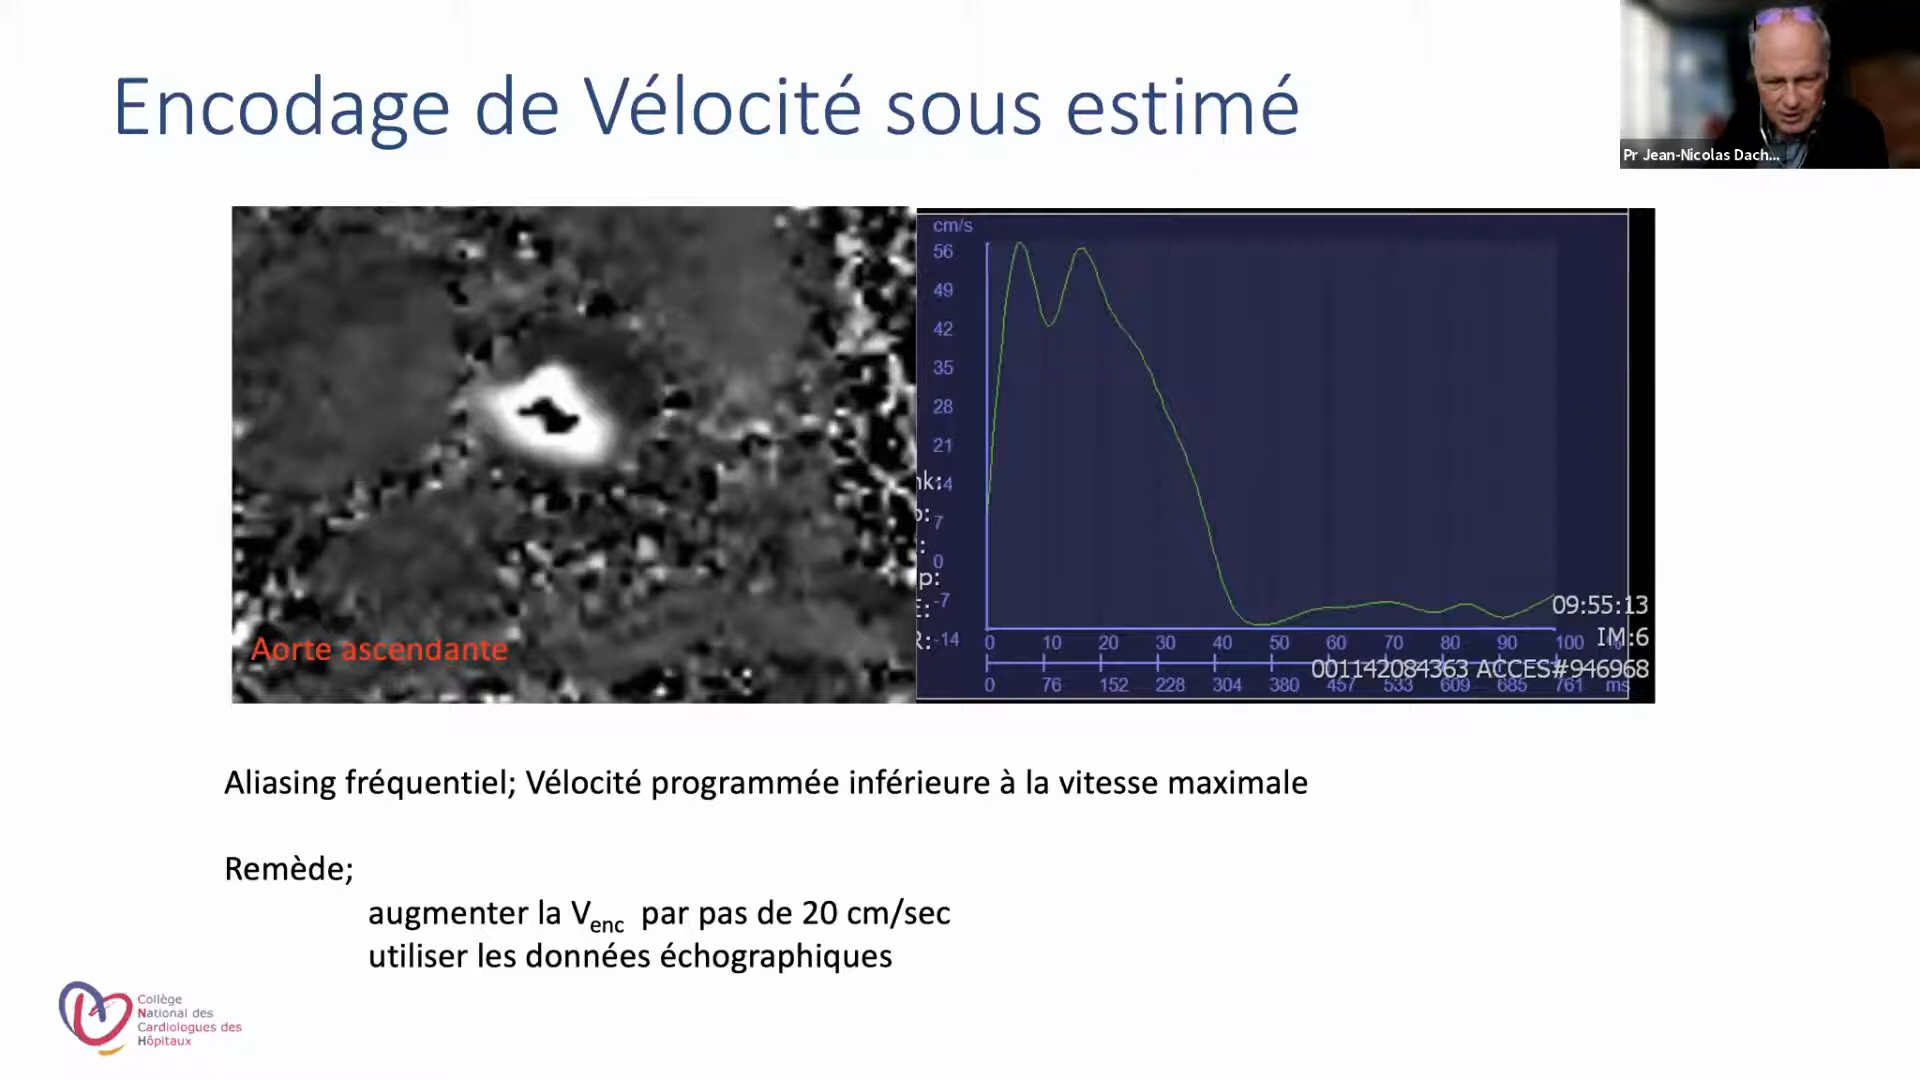 Encodage de Vélocité sous estimé
Pr Jean-Nicolas Dach...
cm/s
56
49
42
35
28
21
nk:4
7
0
p:
-7
-14
Aorte ascendante
09:55:13
IM:6
0 10 20 30 40 50 60 70 80 90 100
001142084363 ACCES#946968
0 76 152 228 304 380 457 533 609 685 761 ms
Aliasing fréquentiel; Vélocité programmée inférieure à la vitesse maximale
Remède;
augmenter la Venc par pas de 20 cm/sec
utiliser les données échographiques
Collège
National des
Cardiologues des
Hôpitaux